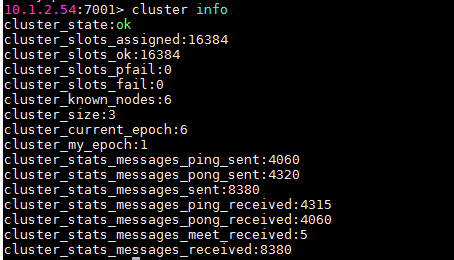 10.1.2.54:7001> cluster info
cluster_state:ok
cluster_slots_assigned:16384
cluster_slots_ok:16384
cluster_slots_pfail:0
cluster_slots_fail:0
cluster_known_nodes:6
cluster_size:3
cluster_current_epoch:6
cluster_my_epoch:1
cluster_stats_messages_ping_sent:4060
cluster_stats_messages_pong_sent:4320
cluster_stats_messages_sent:8380
cluster_stats_messages_ping_received:4315
cluster_stats_messages_pong_received:4060
cluster_stats_messages_meet_received:5
cluster_stats_messages_received:8380